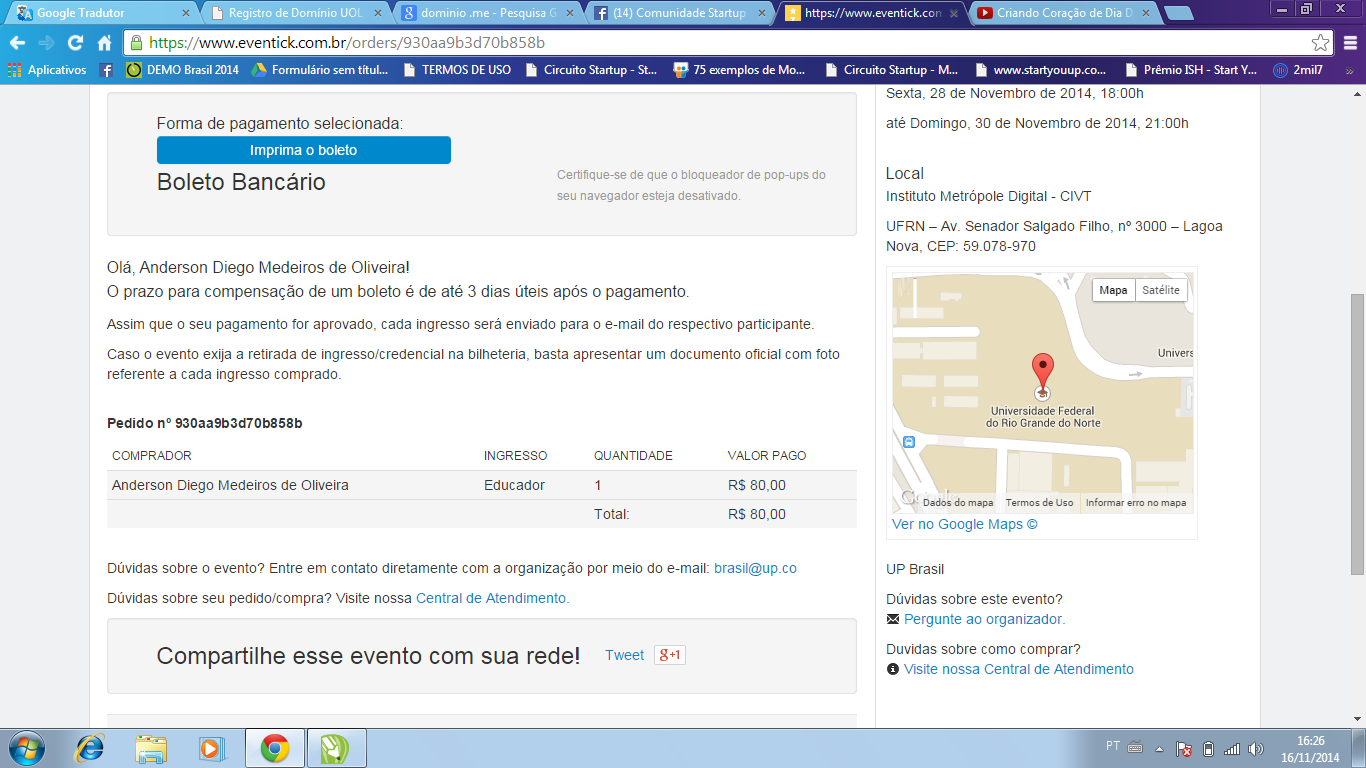 Google Tradutor
Registro de Domínio UOL
dominio .me - Pesquisa G
(14) Comunidade Startup
https://www.eventick.com
Criando Coração de Dia D
https://www.eventick.com.br/orders/930aa9b3d70b858b
Aplicativos
DEMO Brasil 2014
Formulário sem títul...
TERMOS DE USO
Circuito Startup - St...
75 exemplos de Mo...
Circuito Startup - M...
www.startyouup.co...
Prêmio ISH - Start Y...
2mil7
»
Forma de pagamento selecionada:
Imprima o boleto
Boleto Bancário
Certifique-se de que o bloqueador de pop-ups do
seu navegador esteja desativado.
Olá, Anderson Diego Medeiros de Oliveira!
O prazo para compensação de um boleto é de até 3 dias úteis após o pagamento.
Assim que o seu pagamento for aprovado, cada ingresso será enviado para o e-mail do respectivo participante.
Caso o evento exija a retirada de ingresso/credencial na bilheteria, basta apresentar um documento oficial com foto
referente a cada ingresso comprado.
Pedido nº 930aa9b3d70b858b
COMPRADOR INGRESSO QUANTIDADE VALOR PAGO
Anderson Diego Medeiros de Oliveira Educador 1 R$ 80,00
Total: R$ 80,00
Dúvidas sobre o evento? Entre em contato diretamente com a organização por meio do e-mail: brasil@up.co
Dúvidas sobre seu pedido/compra? Visite nossa Central de Atendimento.
Compartilhe esse evento com sua rede! Tweet g+1
Sexta, 28 de Novembro de 2014, 18:00h
até Domingo, 30 de Novembro de 2014, 21:00h
Local
Instituto Metrópole Digital - CIVT
UFRN – Av. Senador Salgado Filho, nº 3000 – Lagoa
Nova, CEP: 59.078-970
Mapa Satélite
Univers
Universidade Federal
do Rio Grande do Norte
Google
Dados do mapa Termos de Uso Informar erro no mapa
Ver no Google Maps ©
UP Brasil
Dúvidas sobre este evento?
Pergunte ao organizador.
Duvidas sobre como comprar?
Visite nossa Central de Atendimento
PT
16:26
16/11/2014